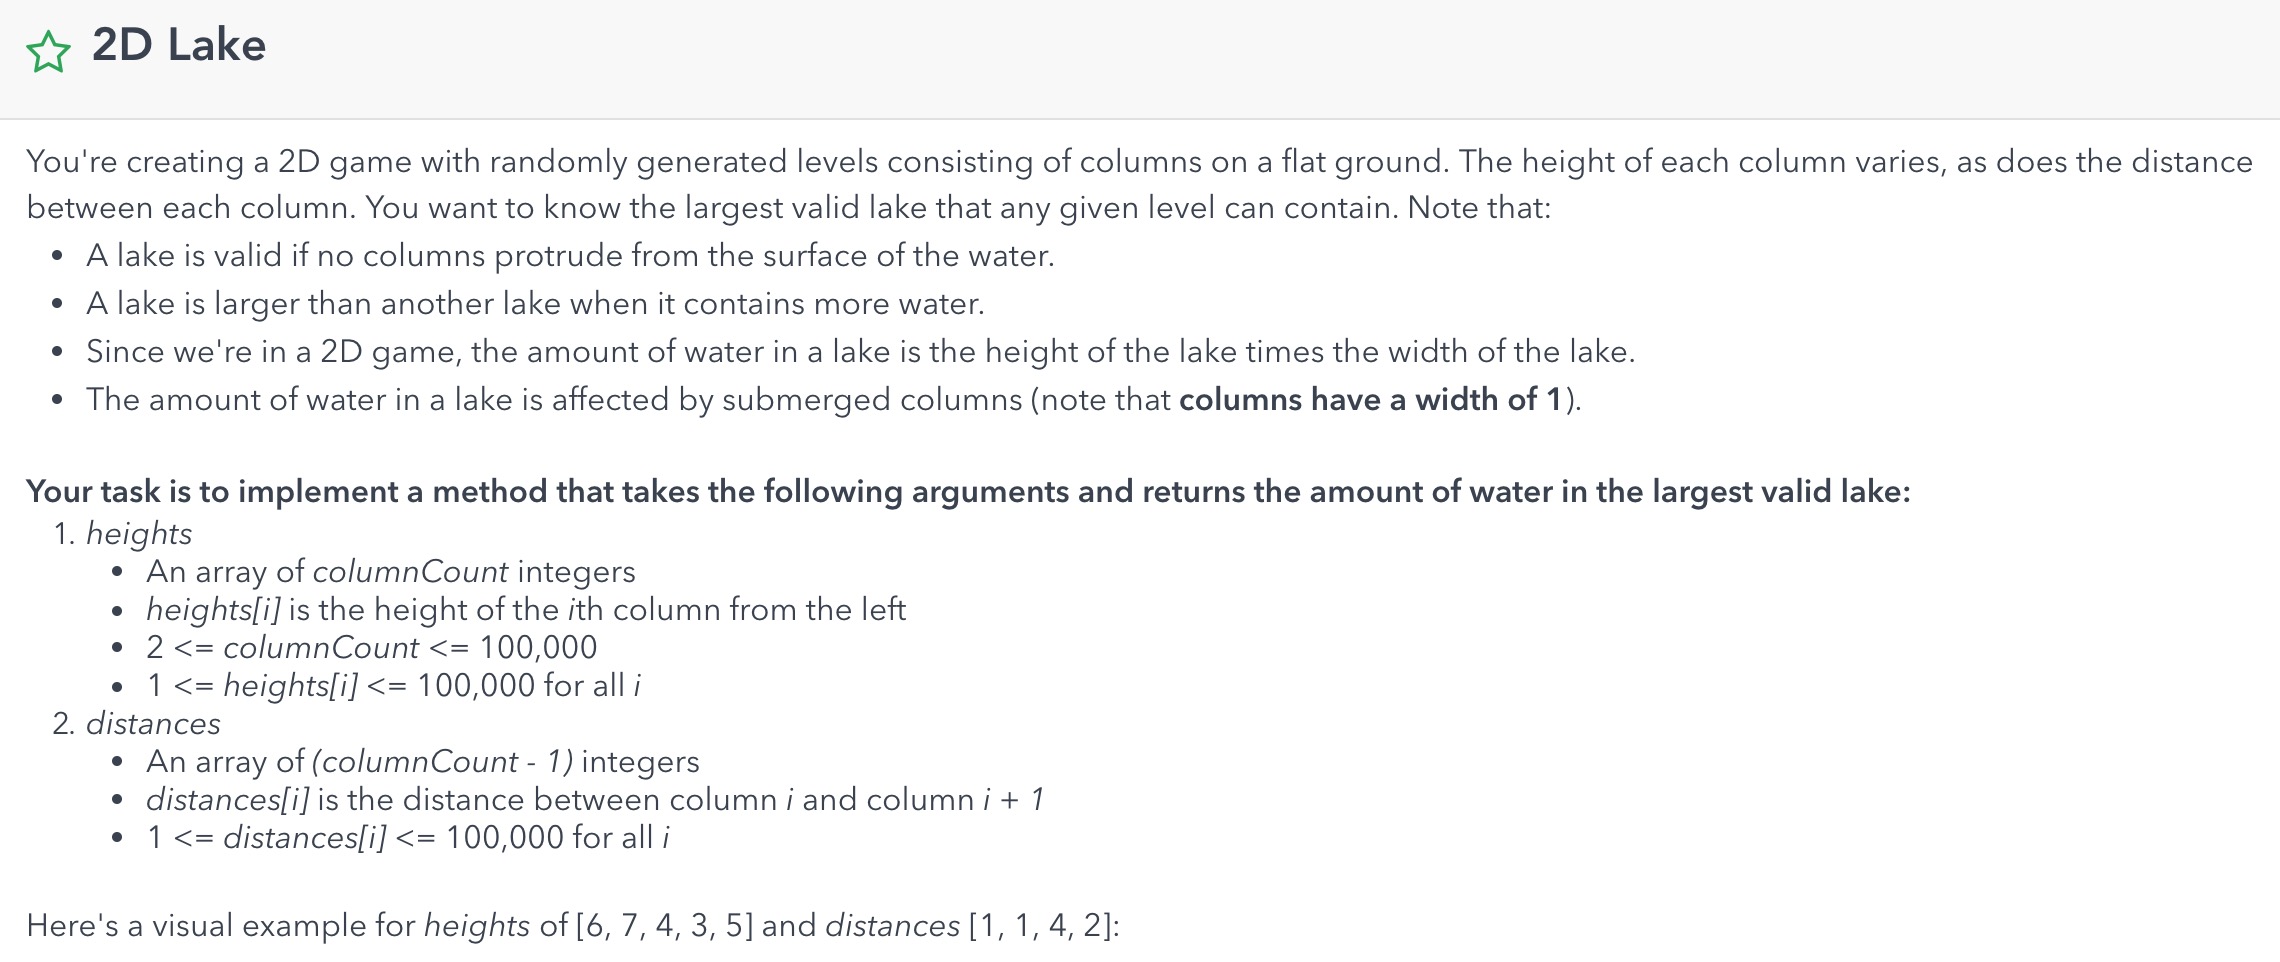 2D Lake
You're creating a 2D game with randomly generated levels consisting of columns on a flat ground. The height of each column varies, as does the distance
between each column. You want to know the largest valid lake that any given level can contain. Note that:
• A lake is valid if no columns protrude from the surface of the water.
• A lake is larger than another lake when it contains more water.
• Since we're in a 2D game, the amount of water in a lake is the height of the lake times the width of the lake.
• The amount of water in a lake is affected by submerged columns (note that columns have a width of 1).
Your task is to implement a method that takes the following arguments and returns the amount of water in the largest valid lake:
1. heights
• An array of columnCount integers
• heights[i] is the height of the ith column from the left
• 2 <= columnCount <= 100,000
• 1 <= heights[i] <= 100,000 for all i
2. distances
• An array of (columnCount - 1) integers
• distances[i] is the distance between column i and column i + 1
• 1 <= distances[i] <= 100,000 for all i
Here's a visual example for heights of [6, 7, 4, 3, 5] and distances [1, 1, 4, 2]: